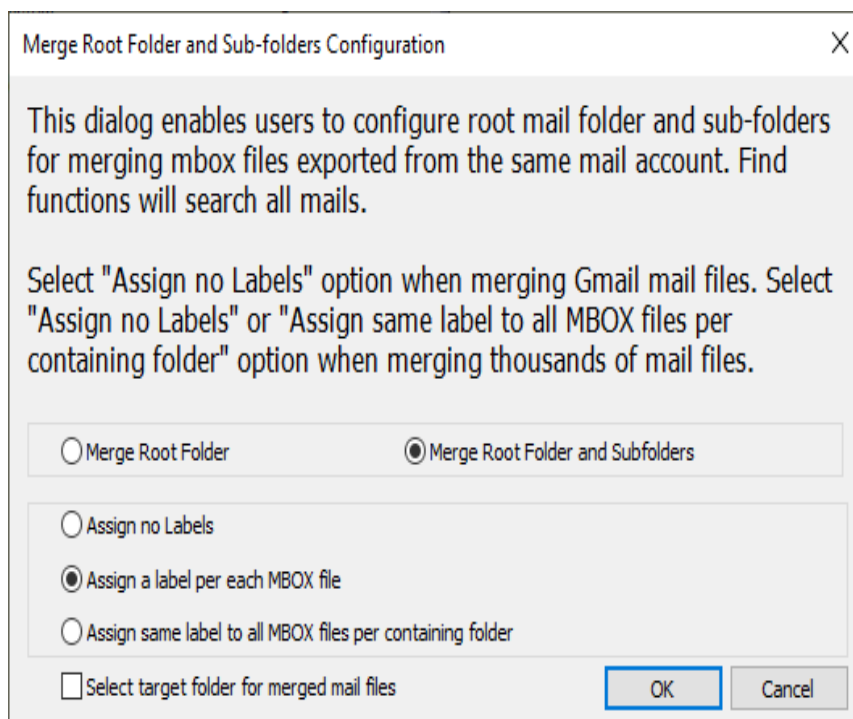 Merge Root Folder and Sub-folders Configuration
This dialog enables users to configure root mail folder and sub-folders
for merging mbox files exported from the same mail account. Find
functions will search all mails.
Select "Assign no Labels" option when merging Gmail mail files. Select
"Assign no Labels" or "Assign same label to all MBOX files per
containing folder" option when merging thousands of mail files.
Merge Root Folder
Merge Root Folder and Subfolders
Assign no Labels
Assign a label per each MBOX file
Assign same label to all MBOX files per containing folder
Select target folder for merged mail files
OK
Cancel